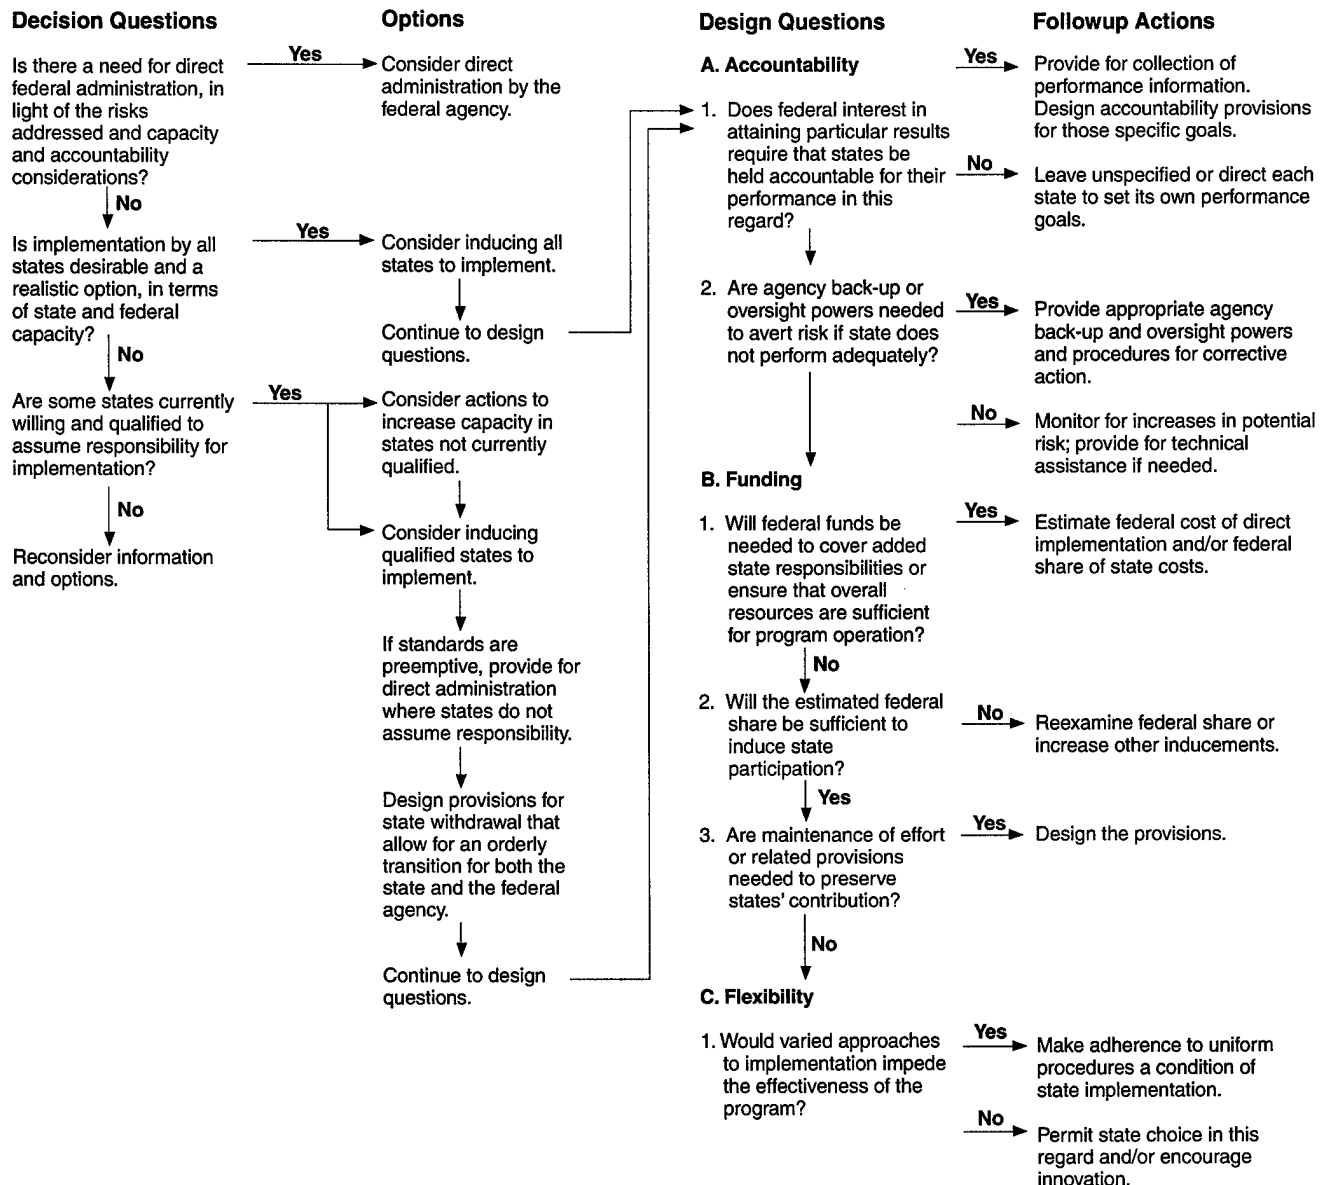 Decision Questions
Is there a need for direct
federal administration, in
light of the risks
addressed and capacity
and accountability
considerations?
Yes
No
Is implementation by all
states desirable and a
realistic option, in terms
of state and federal
capacity?
Yes
No
Are some states currently
willing and qualified to
assume responsibility for
implementation?
Yes
No
Reconsider information
and options.
Options
Consider direct
administration by the
federal agency.
Consider inducing all
states to implement.
Continue to design
questions.
Consider actions to
increase capacity in
states not currently
qualified.
Consider inducing
qualified states to
implement.
If standards are
preemptive, provide for
direct administration
where states do not
assume responsibility.
Design provisions for
state withdrawal that
allow for an orderly
transition for both the
state and the federal
agency.
Continue to design
questions.
Design Questions
Followup Actions
A. Accountability
1. Does federal interest in
attaining particular results
require that states be
held accountable for their
performance in this
regard?
Yes
Provide for collection of
performance information.
Design accountability provisions
for those specific goals.
No
Leave unspecified or direct each
state to set its own performance
goals.
2. Are agency back-up or
oversight powers needed
to avert risk if state does
not perform adequately?
Yes
Provide appropriate agency
back-up and oversight powers
and procedures for corrective
action.
No
Monitor for increases in potential
risk; provide for technical
assistance if needed.
B. Funding
1. Will federal funds be
needed to cover added
state responsibilities or
ensure that overall
resources are sufficient
for program operation?
Yes
Estimate federal cost of direct
implementation and/or federal
share of state costs.
No
2. Will the estimated federal
share be sufficient to
induce state
participation?
No
Reexamine federal share or
increase other inducements.
Yes
3. Are maintenance of effort
or related provisions
needed to preserve
states' contribution?
Yes
Design the provisions.
No
C. Flexibility
1. Would varied approaches
to implementation impede
the effectiveness of the
program?
Yes
Make adherence to uniform
procedures a condition of
state implementation.
No
Permit state choice in this
regard and/or encourage
innovation.